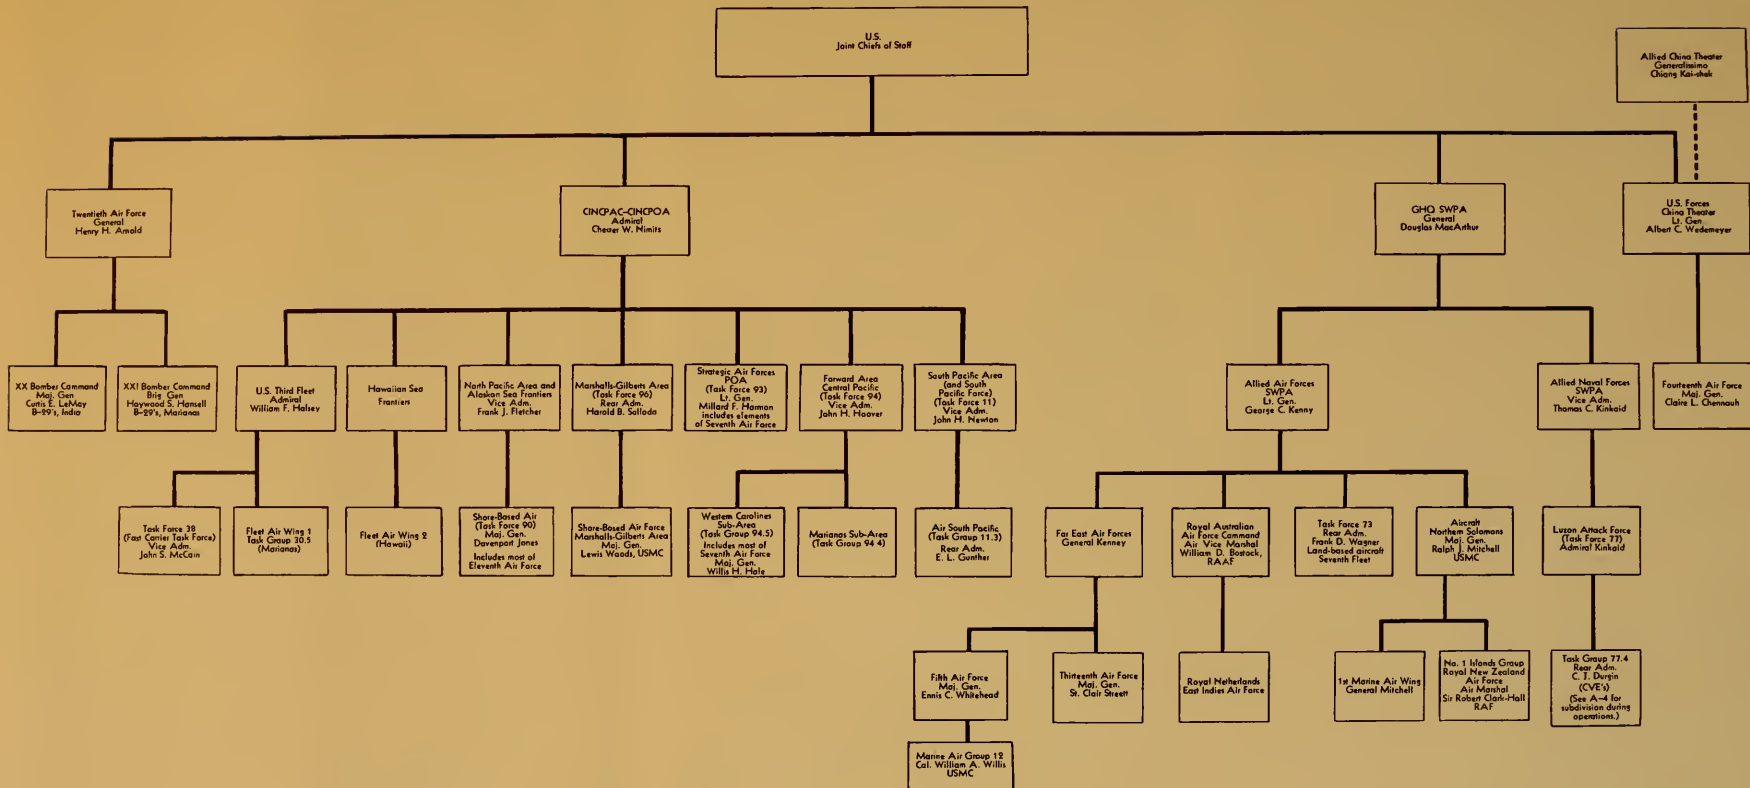 U.S.
Joint Chiefs of Staff
Allied China Theater
Generalissimo
Chiang Kai-shek
Twentieth Air Force
General
Henry H. Arnold
CINCPAC–CINCPOA
Admiral
Chester W. Nimitz
GHQ SWPA
General
Douglas MacArthur
U.S. Forces
China Theater
Lt. Gen.
Albert C. Wedemeyer
XX Bomber Command
Maj. Gen
Curtis E. LeMay
B–29's, India
XXI Bomber Command
Brig. Gen
Haywood S. Hansell
B–29's, Marianas
U.S. Third Fleet
Admiral
William F. Halsey
Hawaiian Sea
Frontiers
North Pacific Area and
Alaskan Sea Frontiers
Vice Adm.
Frank J. Fletcher
Marshalls-Gilberts Area
(Task Force 96)
Rear Adm.
Harold B. Sallada
Strategic Air Forces
POA
(Task Force 93)
Lt. Gen.
Millard F. Harmon
includes elements
of Seventh Air Force
Forward Area
Central Pacific
(Task Force 94)
Vice Adm.
John H. Hoover
South Pacific Area
(and South
Pacific Force)
(Task Force 11)
Vice Adm.
John H. Newton
Allied Air Forces
SWPA
Lt. Gen.
George C. Kenny
Allied Naval Forces
SWPA
Vice Adm.
Thomas C. Kinkaid
Fourteenth Air Force
Maj. Gen.
Claire L. Chennault
Task Force 38
(Fast Carrier Task Force)
Vice Adm.
John S. McCain
Fleet Air Wing 1
Task Group 30.5
(Marianas)
Fleet Air Wing 2
(Hawaii)
Shore-Based Air
(Task Force 90)
Maj. Gen.
Davenport Jones
Includes most of
Eleventh Air Force
Shore-Based Air Force
Marshalls-Gilberts Area
Maj. Gen.
Lewis Woods, USMC
Western Carolines
Sub-Area
(Task Group 94.5)
Includes most of
Seventh Air Force
Maj. Gen.
Willis H. Hale
Marianas Sub-Area
(Task Group 94 4)
Air South Pacific
(Task Group 11.3)
Rear Adm.
E. L. Gunther
Far East Air Forces
General Kenney
Royal Australian
Air Force Command
Air Vice Marshal
William D. Bostock,
RAAF
Task Force 73
Rear Adm.
Frank D. Wagner
Land-based aircraft
Seventh Fleet
Aircraft
Northern Solomons
Maj. Gen.
Ralph J. Mitchell
USMC
Luzon Attack Force
(Task Force 77)
Admiral Kinkaid
Fifth Air Force
Maj. Gen.
Ennis C. Whitehead
Thirteenth Air Force
Maj. Gen.
St. Clair Streett
Royal Netherlands
East Indies Air Force
1st Marine Air Wing
General Mitchell
No. 1 Islands Group
Royal New Zealand
Air Force
Air Marshal
Sir Robert Clark-Hall
RAF
Task Group 77.4
Rear Adm.
C. T. Durgin
(CVE's)
(See A–4 for
subdivision during
operations.)
Marine Air Group 12
Col. William A. Willis
USMC